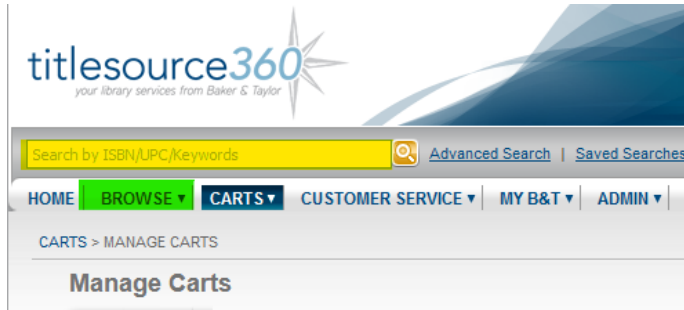 titlesource360
your library services from Baker & Taylor
Search by ISBN/UPC/Keywords Advanced Search | Saved Searches
HOME BROWSE CARTS CUSTOMER SERVICE MY B&T ADMIN
CARTS > MANAGE CARTS
Manage Carts